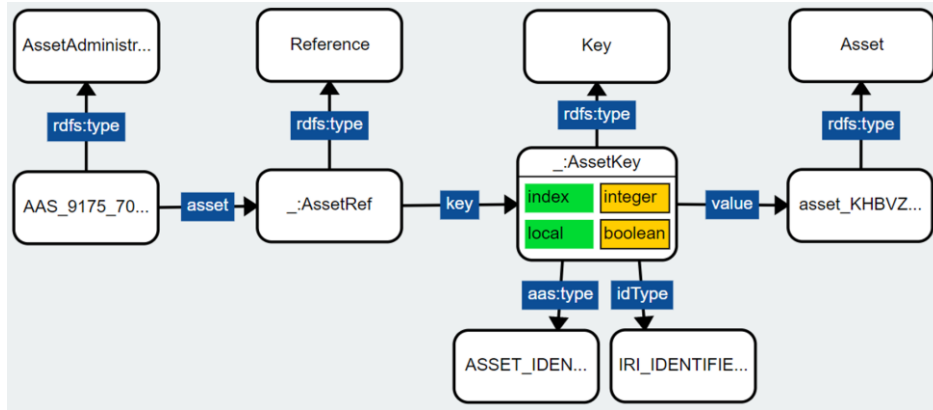 AssetAdministr...
Reference
Key
Asset
rdfs:type
rdfs:type
rdfs:type
rdfs:type
AAS_9175_70...
asset
_:AssetRef
key
_:AssetKey
index integer
local boolean
value
asset_KHBVZ...
aas:type
idType
ASSET_IDEN...
IRI_IDENTIFIE...